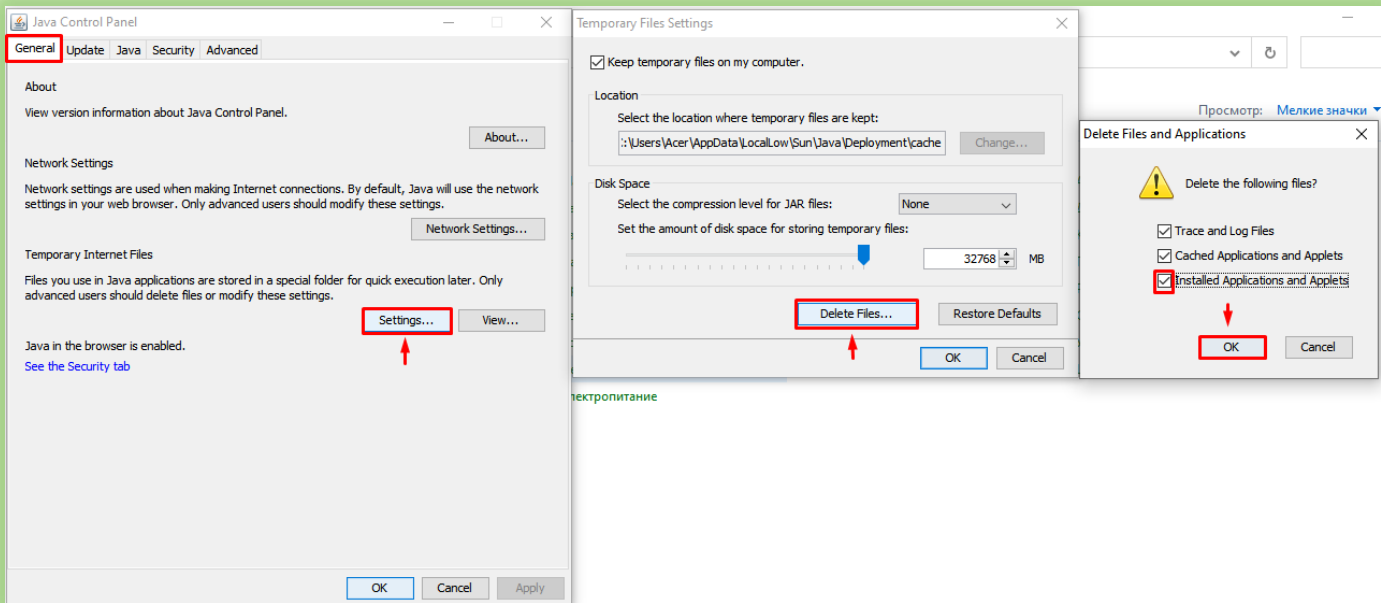 Java Control Panel
General Update Java Security Advanced
About
View version information about Java Control Panel.
About...
Network Settings
Network settings are used when making Internet connections. By default, Java will use the network
settings in your web browser. Only advanced users should modify these settings.
Network Settings...
Temporary Internet Files
Files you use in Java applications are stored in a special folder for quick execution later. Only
advanced users should delete files or modify these settings.
Settings... View...
Java in the browser is enabled.
See the Security tab
OK Cancel Apply
Temporary Files Settings
Keep temporary files on my computer.
Location
Select the location where temporary files are kept:
:\Users\Acer\AppData\LocalLow\Sun\Java\Deployment\cache Change...
Disk Space
Select the compression level for JAR files: None
Set the amount of disk space for storing temporary files:
32768 MB
Delete Files... Restore Defaults
OK Cancel
лектропитание
Просмотр: Мелкие значки
Delete Files and Applications
Delete the following files?
Trace and Log Files
Cached Applications and Applets
Installed Applications and Applets
OK Cancel